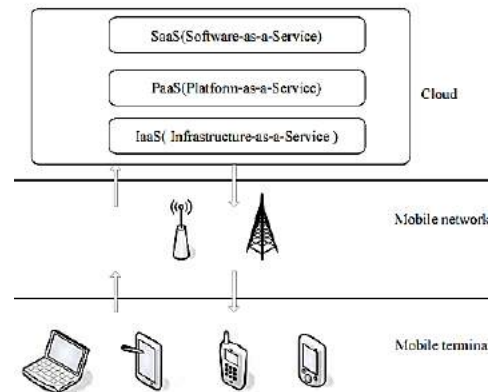 SaaS(Software-as-a-Service)
PaaS(Platform-as-a-Service)
Cloud
IaaS( Infrastructure-as-a-Service )
Mobile network
Mobile termina